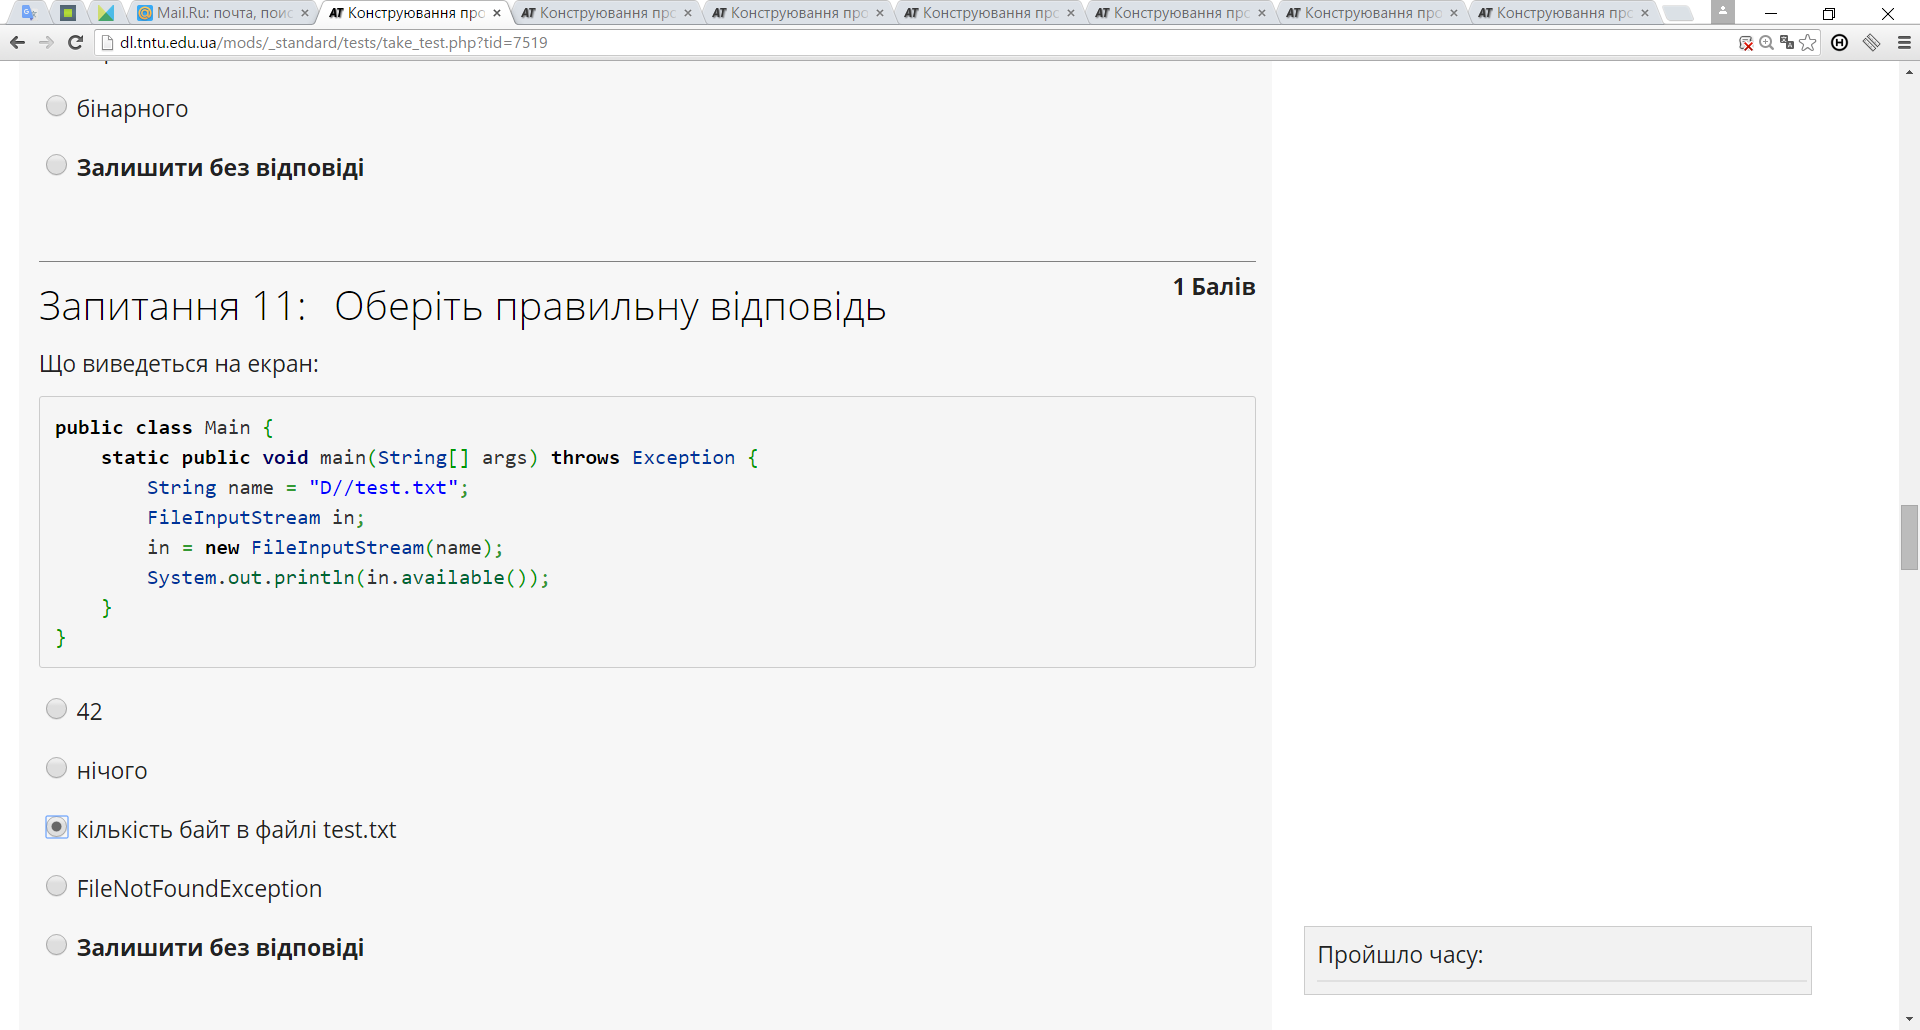 Mail.Ru: почта, поис
Конструювання про
Конструювання про
Конструювання про
Конструювання про
Конструювання про
Конструювання про
Конструювання про
dl.tntu.edu.ua/mods/_standard/tests/take_test.php?tid=7519
бінарного
Залишити без відповіді
1 Балів
Запитання 11: Оберіть правильну відповідь
Що виведеться на екран:
public class Main {
    static public void main(String[] args) throws Exception {
        String name = "D//test.txt";
        FileInputStream in;
        in = new FileInputStream(name);
        System.out.println(in.available());
    }
}
42
нічого
кількість байт в файлі test.txt
FileNotFoundException
Залишити без відповіді
Пройшло часу: